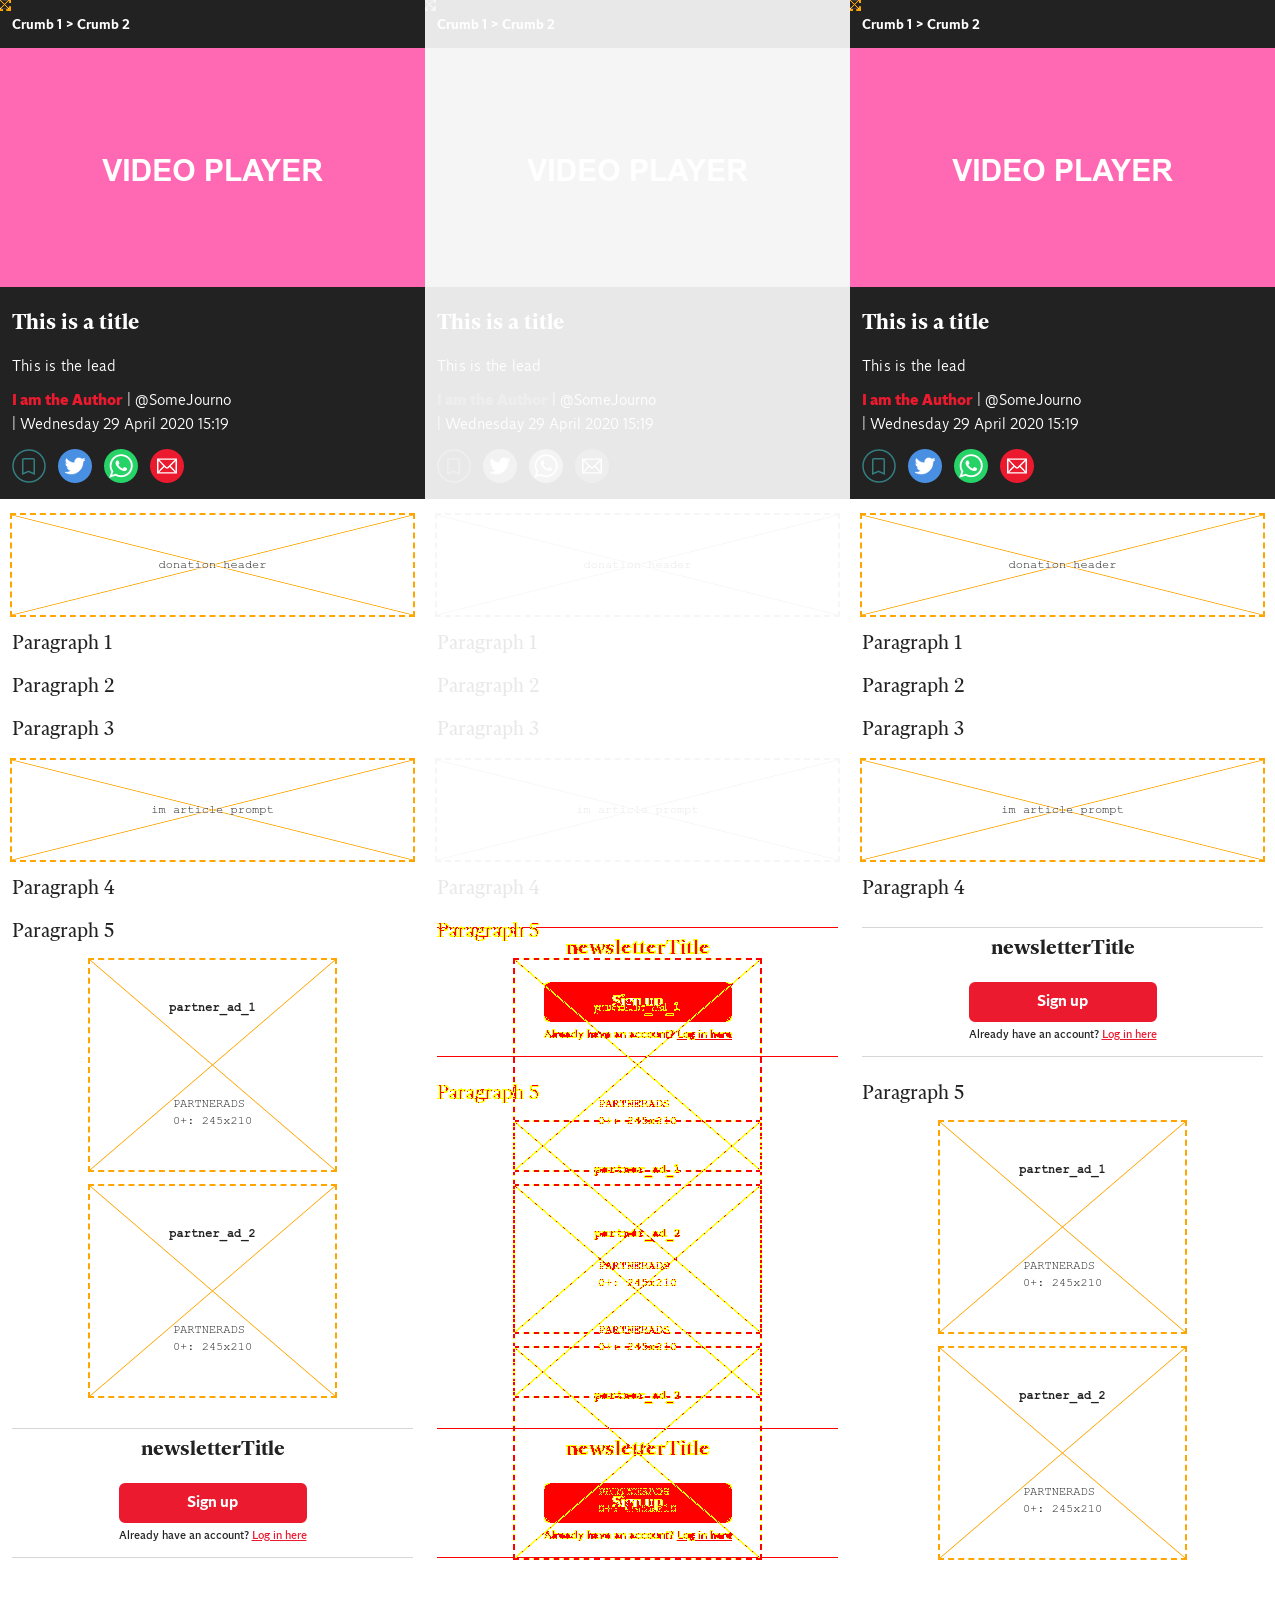 Crumb 1 > Crumb 2
VIDEO PLAYER
This is a title
This is the lead
I am the Author | @SomeJourno
| Wednesday 29 April 2020 15:19
donation header
Paragraph 1
Paragraph 2
Paragraph 3
im article prompt
Paragraph 4
Paragraph 5
partner_ad_1
PARTNERADS
0+: 245x210
partner_ad_2
PARTNERADS
0+: 245x210
newsletterTitle
Sign up
Already have an account? Log in here
Crumb 1 > Crumb 2
VIDEO PLAYER
This is a title
This is the lead
I am the Author | @SomeJourno
| Wednesday 29 April 2020 15:19
donation header
Paragraph 1
Paragraph 2
Paragraph 3
im article prompt
Paragraph 4
Paragraph 5
newsletterTitle
Sign up
partner_ad_1
Already have an account? Log in here
Paragraph 5
PARTNERADS
0+: 245x210
partner_ad_1
partner_ad_2
PARTNERADS
0+: 245x210
PARTNERADS
0+: 245x210
partner_ad_2
newsletterTitle
PARTNERADS
Sign up
0+: 245x210
Already have an account? Log in here
Crumb 1 > Crumb 2
VIDEO PLAYER
This is a title
This is the lead
I am the Author | @SomeJourno
| Wednesday 29 April 2020 15:19
donation header
Paragraph 1
Paragraph 2
Paragraph 3
im article prompt
Paragraph 4
newsletterTitle
Sign up
Already have an account? Log in here
Paragraph 5
partner_ad_1
PARTNERADS
0+: 245x210
partner_ad_2
PARTNERADS
0+: 245x210